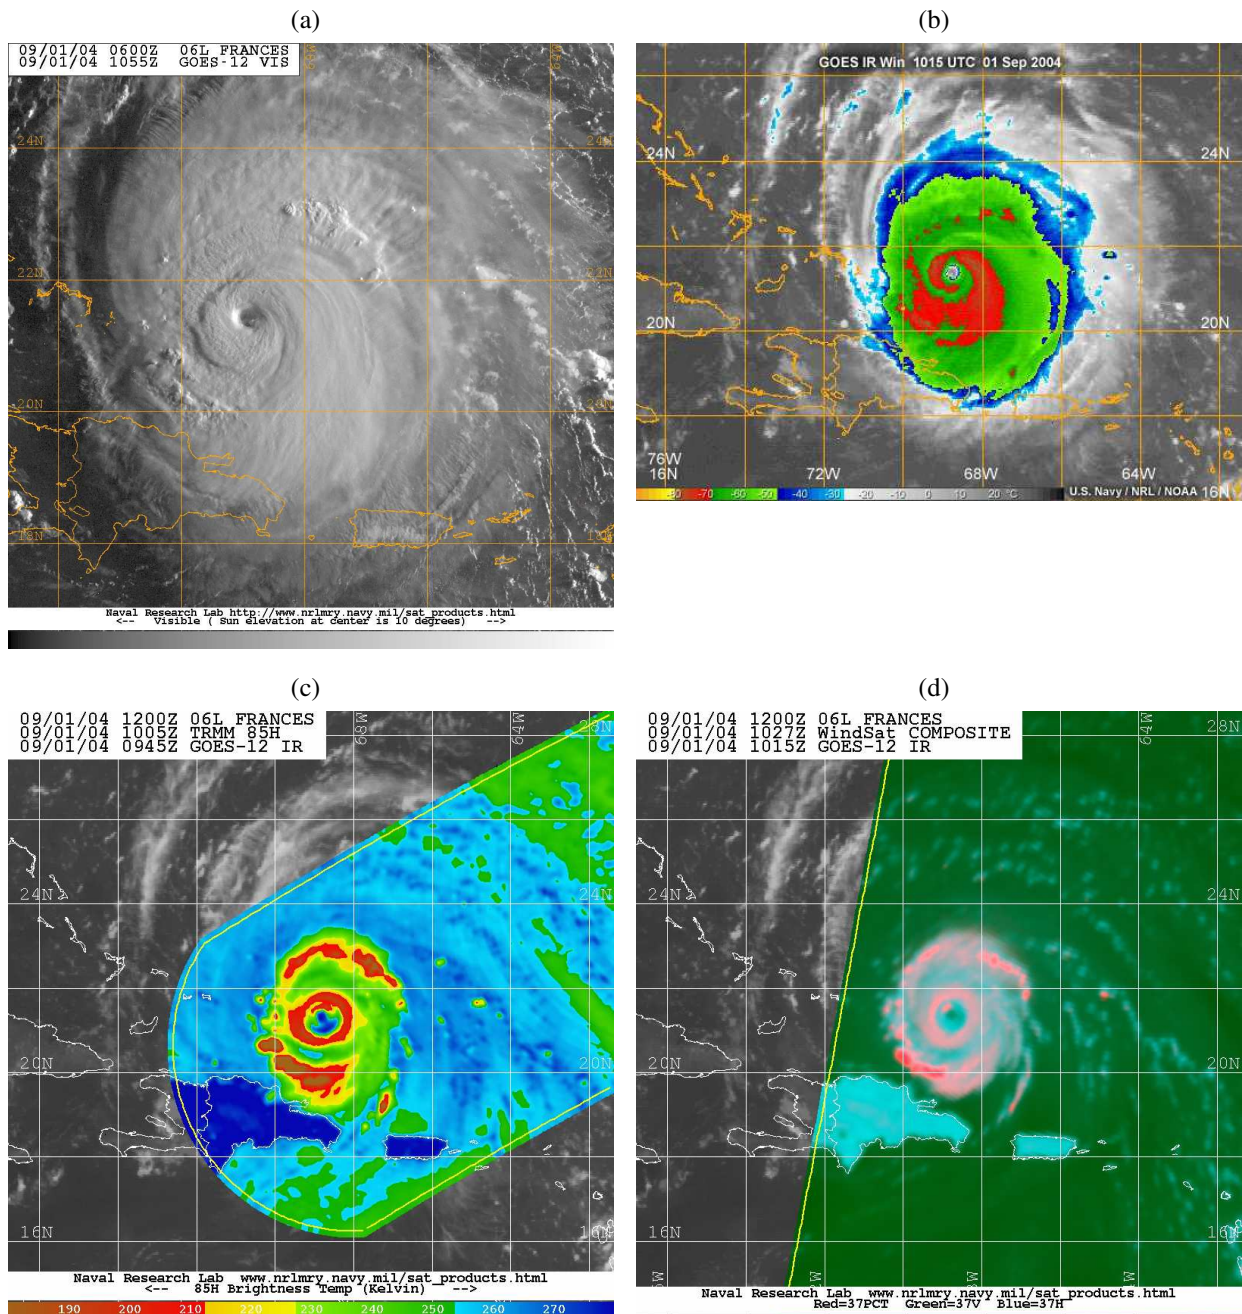 (a)
09/01/04 0600Z 06L FRANCES
09/01/04 1055Z GOES-12 VIS
24N
22N
20N
18N
Naval Research Lab http://www.nrlmry.navy.mil/sat_products.html
<-- Visible ( Sun elevation at center is 10 degrees) -->
(b)
GOES IR Win 1015 UTC 01 Sep 2004
24N 24N
20N 20N
76W 72W 68W 64W
16N 16N
-80 -70 -60 -50 -40 -30 -20 -10 0 10 20 °C
U.S. Navy / NRL / NOAA
(c)
09/01/04 1200Z 06L FRANCES
09/01/04 1005Z TRMM 85H
09/01/04 0945Z GOES-12 IR
68W 64W
28N
24N 24N
20N 20N
16N 16N
Naval Research Lab www.nrlmry.navy.mil/sat_products.html
<-- 85H Brightness Temp (Kelvin) -->
190 200 210 220 230 240 250 260 270
(d)
09/01/04 1200Z 06L FRANCES
09/01/04 1027Z WindSat COMPOSITE
09/01/04 1015Z GOES-12 IR
64W
28N
24N 24N
20N 20N
16N 16N
68W
Naval Research Lab www.nrlmry.navy.mil/sat_products.html
Red=37PCT Green=37V Blue=37H